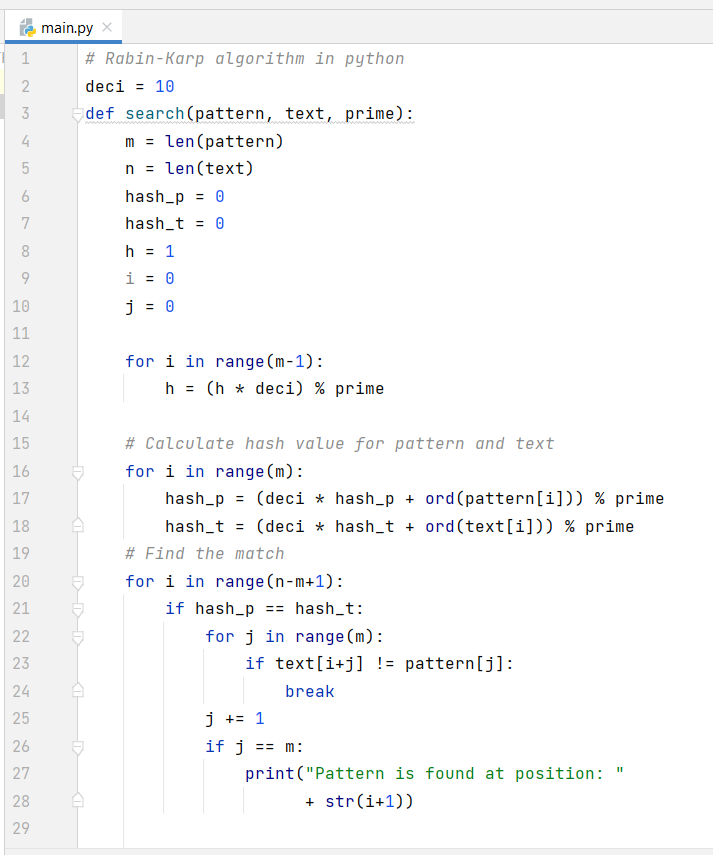 main.py
1 # Rabin-Karp algorithm in python
2 deci = 10
3 def search(pattern, text, prime):
4     m = len(pattern)
5     n = len(text)
6     hash_p = 0
7     hash_t = 0
8     h = 1
9     i = 0
10     j = 0
11
12     for i in range(m-1):
13         h = (h * deci) % prime
14
15     # Calculate hash value for pattern and text
16     for i in range(m):
17         hash_p = (deci * hash_p + ord(pattern[i])) % prime
18         hash_t = (deci * hash_t + ord(text[i])) % prime
19     # Find the match
20     for i in range(n-m+1):
21         if hash_p == hash_t:
22             for j in range(m):
23                 if text[i+j] != pattern[j]:
24                     break
25             j += 1
26             if j == m:
27                 print("Pattern is found at position: "
28                       + str(i+1))
29